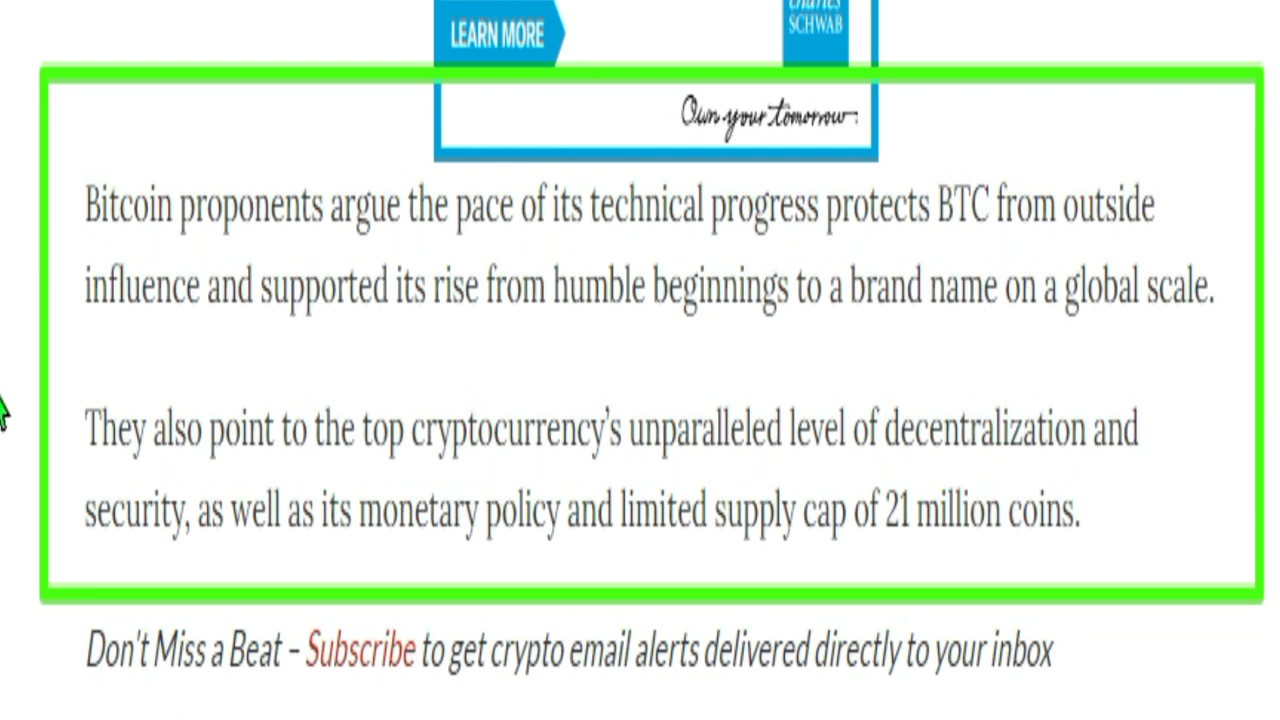 LEARN MORE
charles
SCHWAB
Own your tomorrow.
Bitcoin proponents argue the pace of its technical progress protects BTC from outside
influence and supported its rise from humble beginnings to a brand name on a global scale.
They also point to the top cryptocurrency’s unparalleled level of decentralization and
security, as well as its monetary policy and limited supply cap of 21 million coins.
Don't Miss a Beat – Subscribe to get crypto email alerts delivered directly to your inbox